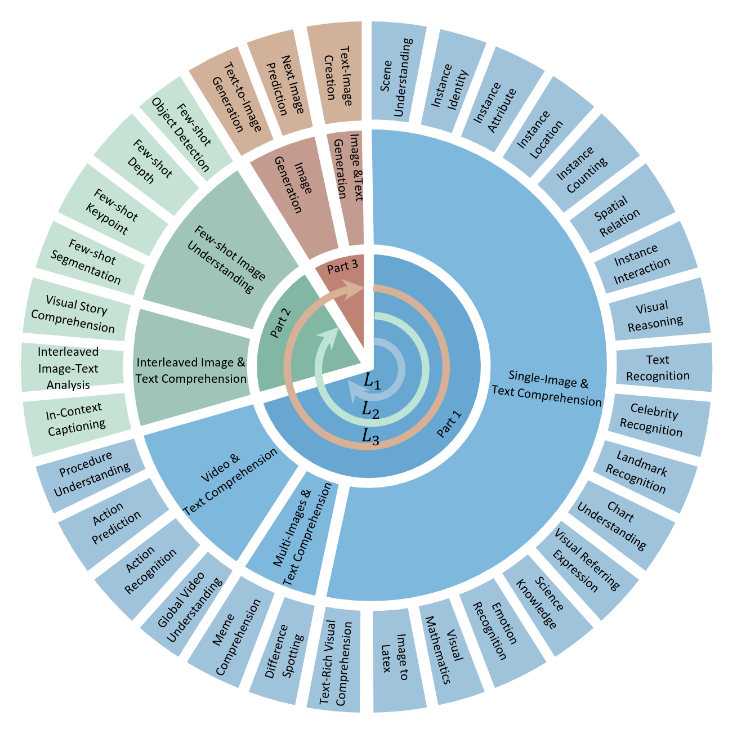 Scene
Understanding
Instance
Identity
Instance
Attribute
Instance
Location
Instance
Counting
Spatial
Relation
Instance
Interaction
Visual
Reasoning
Text
Recognition
Celebrity
Recognition
Landmark
Recognition
Chart
Understanding
Visual Referring
Expression
Science
Knowledge
Emotion
Recognition
Visual
Mathematics
Image to
Latex
Text-Rich Visual
Comprehension
Difference
Spotting
Meme
Comprehension
Global Video
Understanding
Action
Recognition
Action
Prediction
Procedure
Understanding
In-Context
Captioning
Interleaved
Image-Text
Analysis
Visual Story
Comprehension
Few-shot
Segmentation
Few-shot
Keypoint
Few-shot
Depth
Few-shot
Object Detection
Text-to-Image
Generation
Next Image
Prediction
Text-Image
Creation
Single-Image &
Text Comprehension
Multi-Images &
Text Comprehension
Video &
Text Comprehension
Interleaved Image &
Text Comprehension
Few-shot Image
Understanding
Image
Generation
Image &Text
Generation
Part 1
Part 2
Part 3
L1
L2
L3